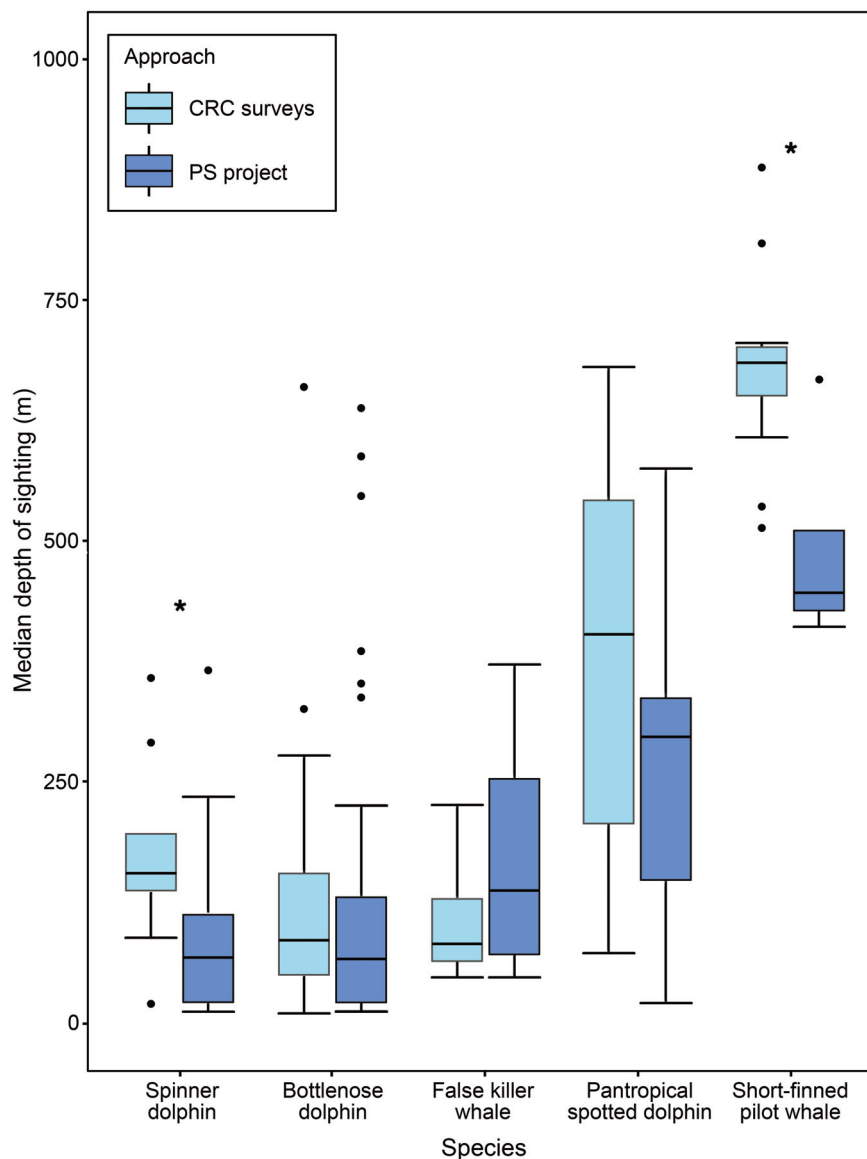 Approach
CRC surveys
PS project
1000
750
500
250
0
Median depth of sighting (m)
*
*
Spinner
dolphin
Bottlenose
dolphin
False killer
whale
Pantropical
spotted dolphin
Short-finned
pilot whale
Species